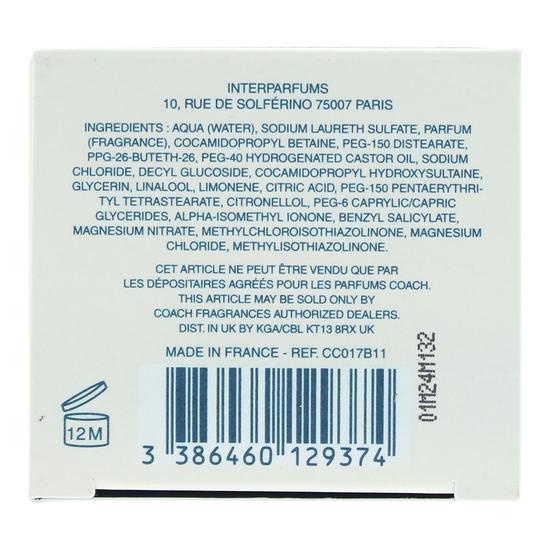 INTERPARFUMS
10, RUE DE SOLFÉRINO 75007 PARIS
INGREDIENTS : AQUA (WATER), SODIUM LAURETH SULFATE, PARFUM
(FRAGRANCE), COCAMIDOPROPYL BETAINE, PEG-150 DISTEARATE,
PPG-26-BUTETH-26, PEG-40 HYDROGENATED CASTOR OIL, SODIUM
CHLORIDE, DECYL GLUCOSIDE, COCAMIDOPROPYL HYDROXYSULTAINE,
GLYCERIN, LINALOOL, LIMONENE, CITRIC ACID, PEG-150 PENTAERYTHRI-
TYL TETRASTEARATE, CITRONELLOL, PEG-6 CAPRYLIC/CAPRIC
GLYCERIDES, ALPHA-ISOMETHYL IONONE, BENZYL SALICYLATE,
MAGNESIUM NITRATE, METHYLCHLOROISOTHIAZOLINONE, MAGNESIUM
CHLORIDE, METHYLISOTHIAZOLINONE.
CET ARTICLE NE PEUT ÊTRE VENDU QUE PAR
LES DÉPOSITAIRES AGRÉÉS POUR LES PARFUMS COACH.
THIS ARTICLE MAY BE SOLD ONLY BY
COACH FRAGRANCES AUTHORIZED DEALERS.
DIST. IN UK BY KGA/CBL KT13 8RX UK
MADE IN FRANCE - REF. CC017B11
01M24M132
12M
3 386460 129374